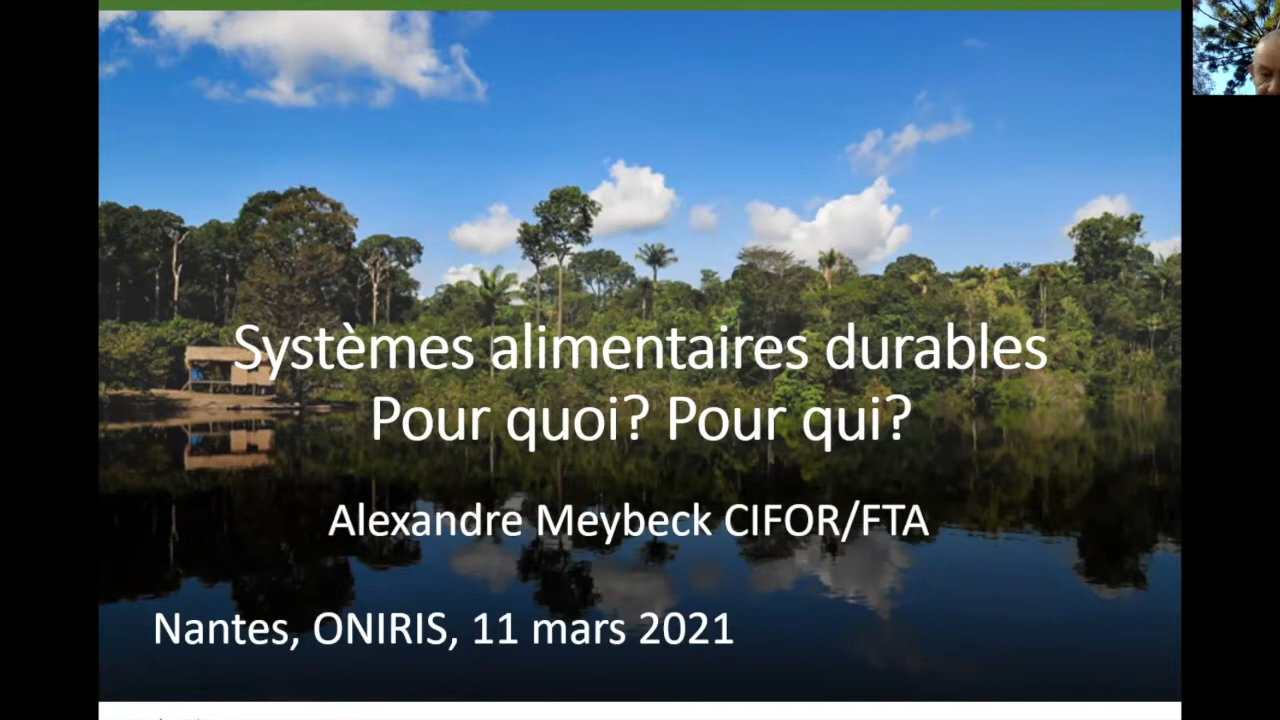 Systèmes alimentaires durables
Pour quoi? Pour qui?
Alexandre Meybeck CIFOR/FTA
Nantes, ONIRIS, 11 mars 2021